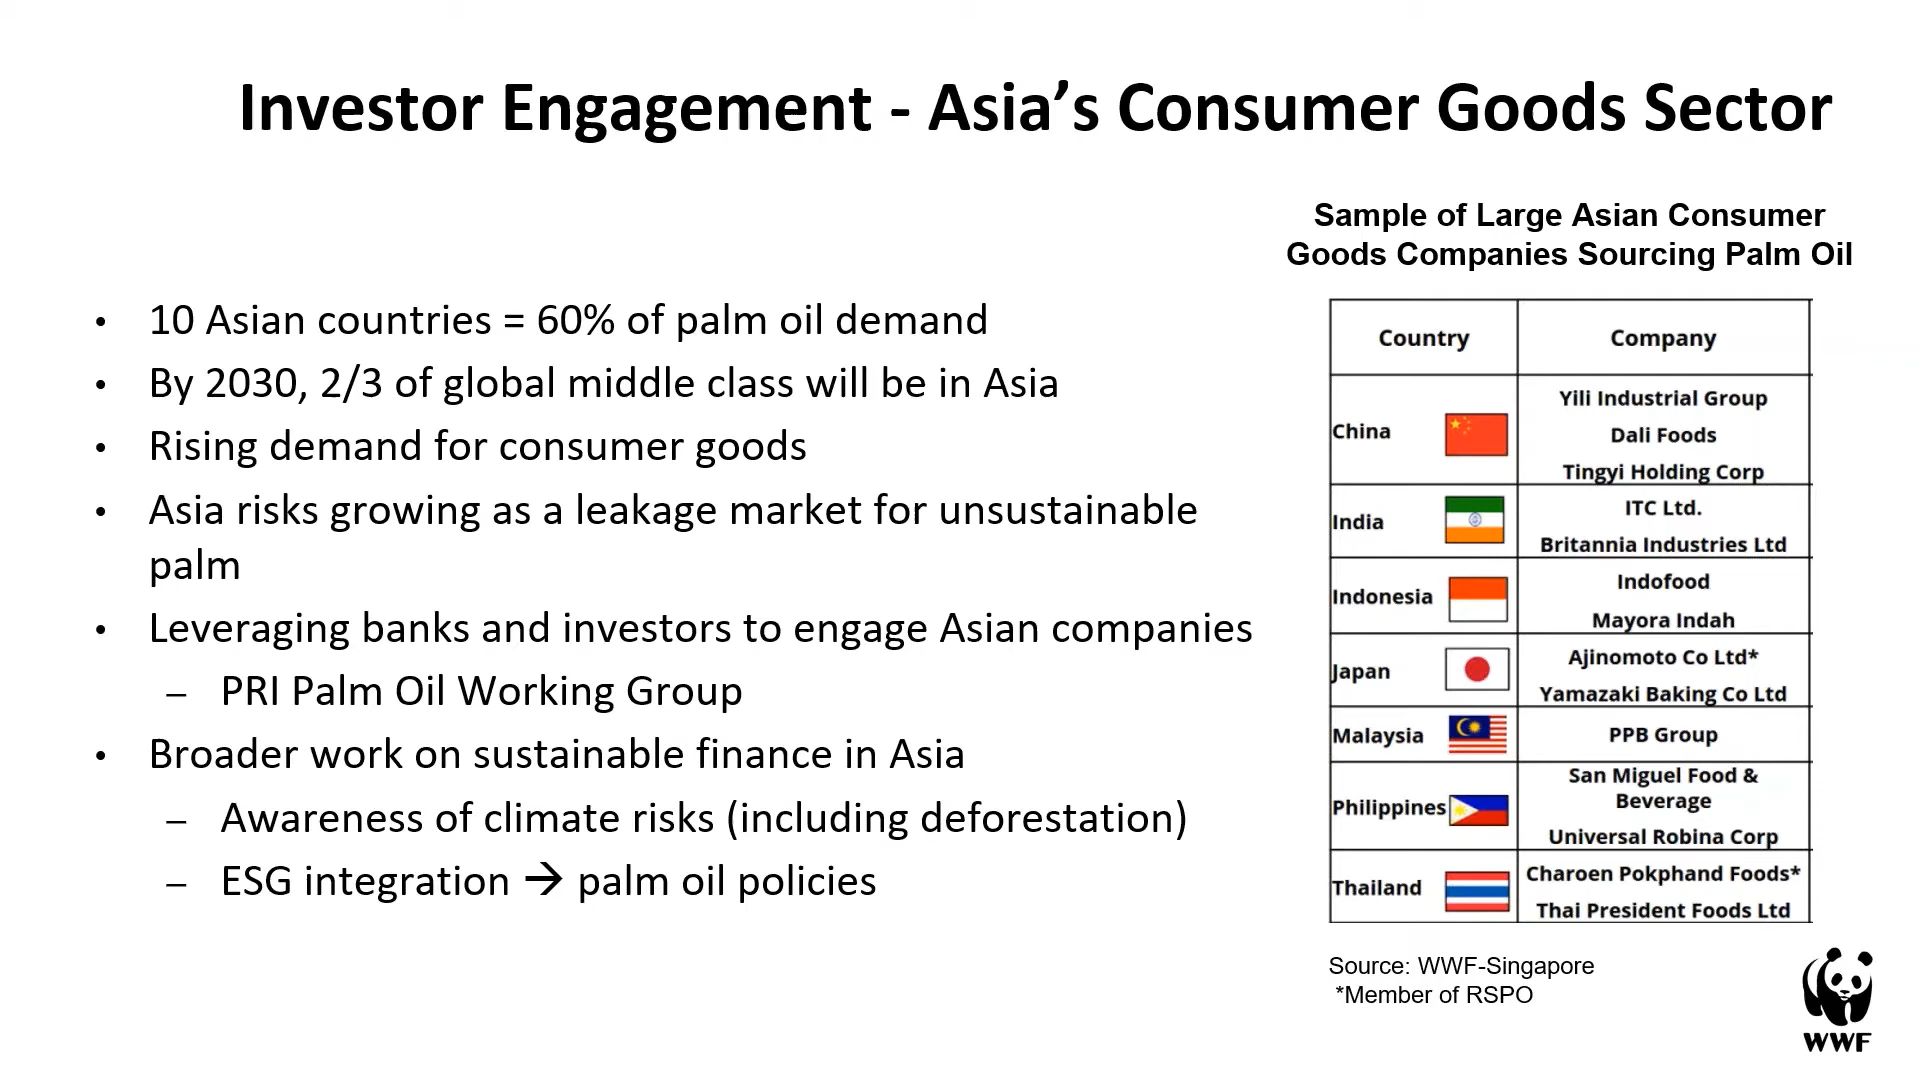 Investor Engagement - Asia’s Consumer Goods Sector
• 10 Asian countries = 60% of palm oil demand
• By 2030, 2/3 of global middle class will be in Asia
• Rising demand for consumer goods
• Asia risks growing as a leakage market for unsustainable
palm
• Leveraging banks and investors to engage Asian companies
– PRI Palm Oil Working Group
• Broader work on sustainable finance in Asia
– Awareness of climate risks (including deforestation)
– ESG integration → palm oil policies
Sample of Large Asian Consumer
Goods Companies Sourcing Palm Oil
Country Company
China
Yili Industrial Group
Dali Foods
Tingyi Holding Corp
India
ITC Ltd.
Britannia Industries Ltd
Indonesia
Indofood
Mayora Indah
Japan
Ajinomoto Co Ltd*
Yamazaki Baking Co Ltd
Malaysia
PPB Group
Philippines
San Miguel Food &
Beverage
Universal Robina Corp
Thailand
Charoen Pokphand Foods*
Thai President Foods Ltd
Source: WWF-Singapore
*Member of RSPO
WWF